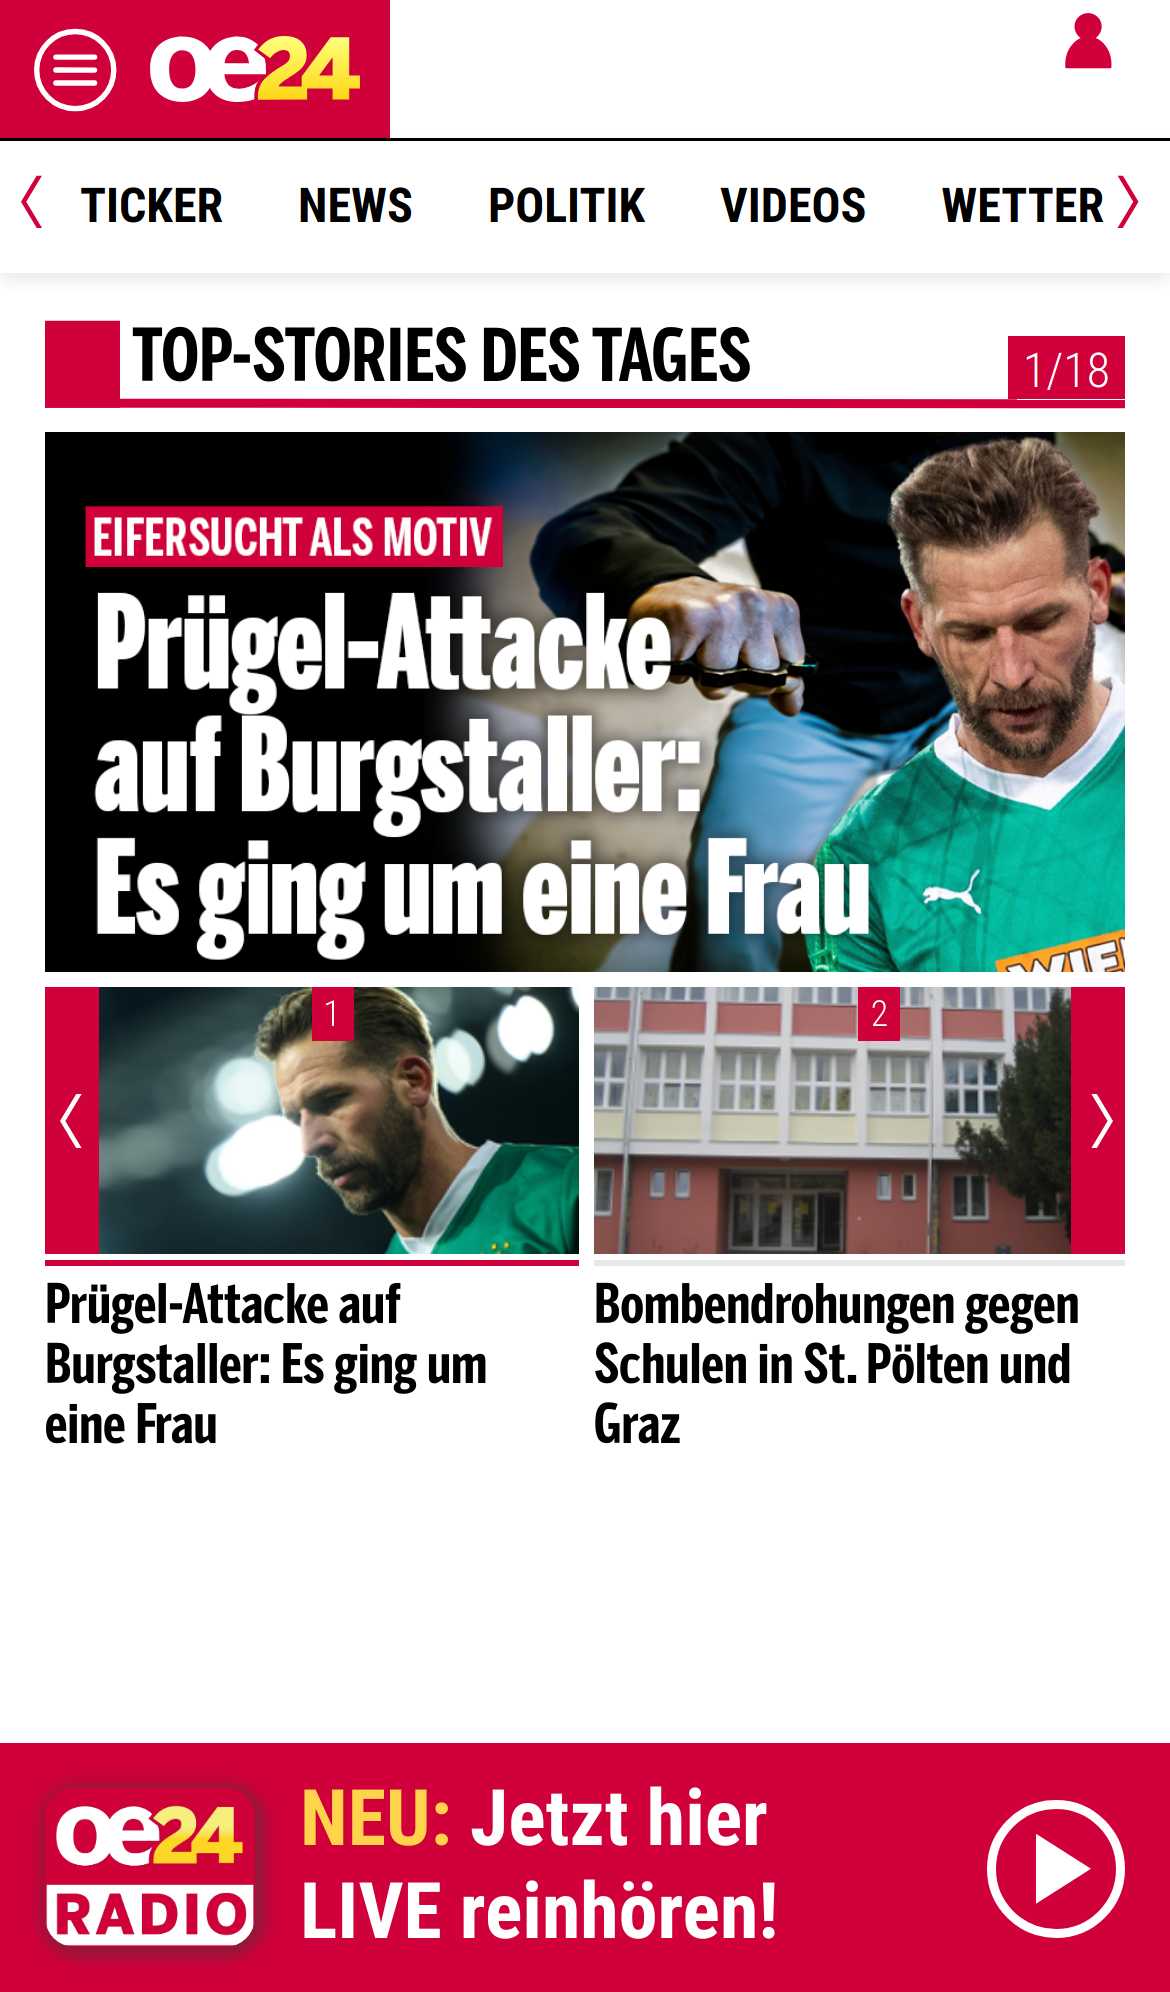 oe24
TICKER NEWS POLITIK VIDEOS WETTER
TOP-STORIES DES TAGES
1/18
EIFERSUCHT ALS MOTIV
Prügel-Attacke
auf Burgstaller:
Es ging um eine Frau
WIE
1
2
Prügel-Attacke auf
Burgstaller: Es ging um
eine Frau
Bombendrohungen gegen
Schulen in St. Pölten und
Graz
oe24
RADIO
NEU: Jetzt hier
LIVE reinhören!